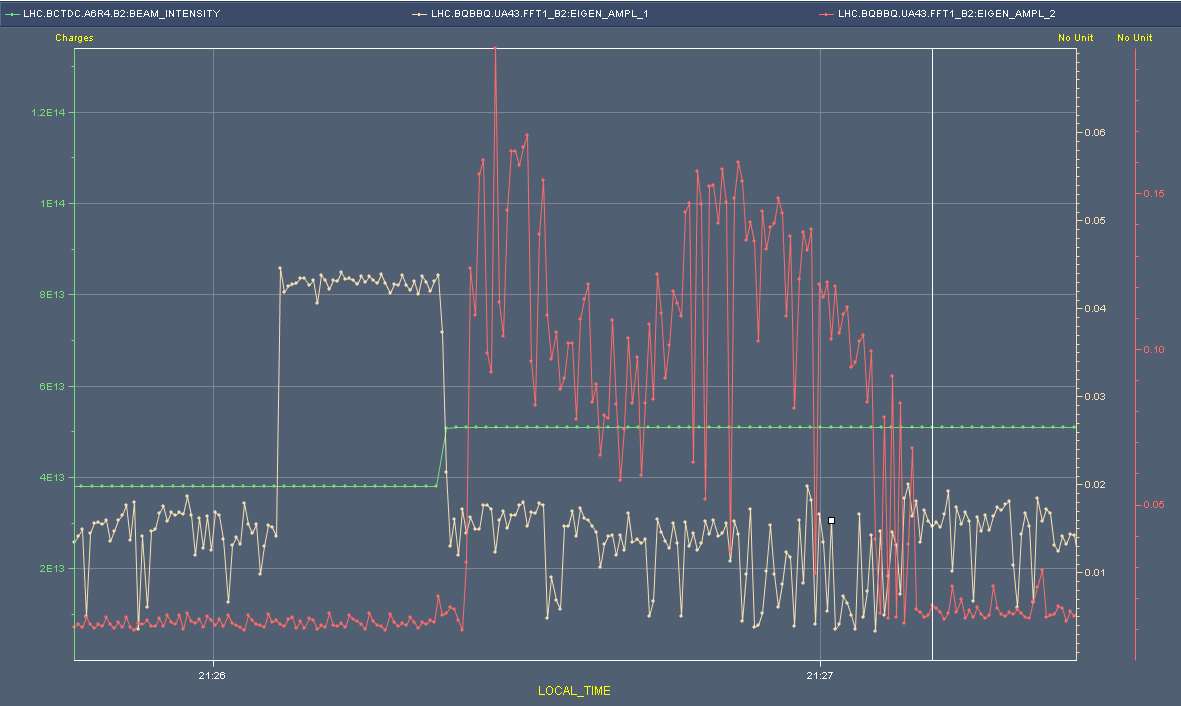 LHC.BCTDC.A6R4.B2:BEAM_INTENSITY LHC.BQBBQ.UA43.FFT1_B2:EIGEN_AMPL_1 LHC.BQBBQ.UA43.FFT1_B2:EIGEN_AMPL_2
Charges No Unit No Unit
1.2E14 0.06
1E14 0.05 0.15
8E13 0.04
6E13 0.03 0.10
4E13 0.02 0.05
2E13 0.01
21:26 21:27
LOCAL_TIME